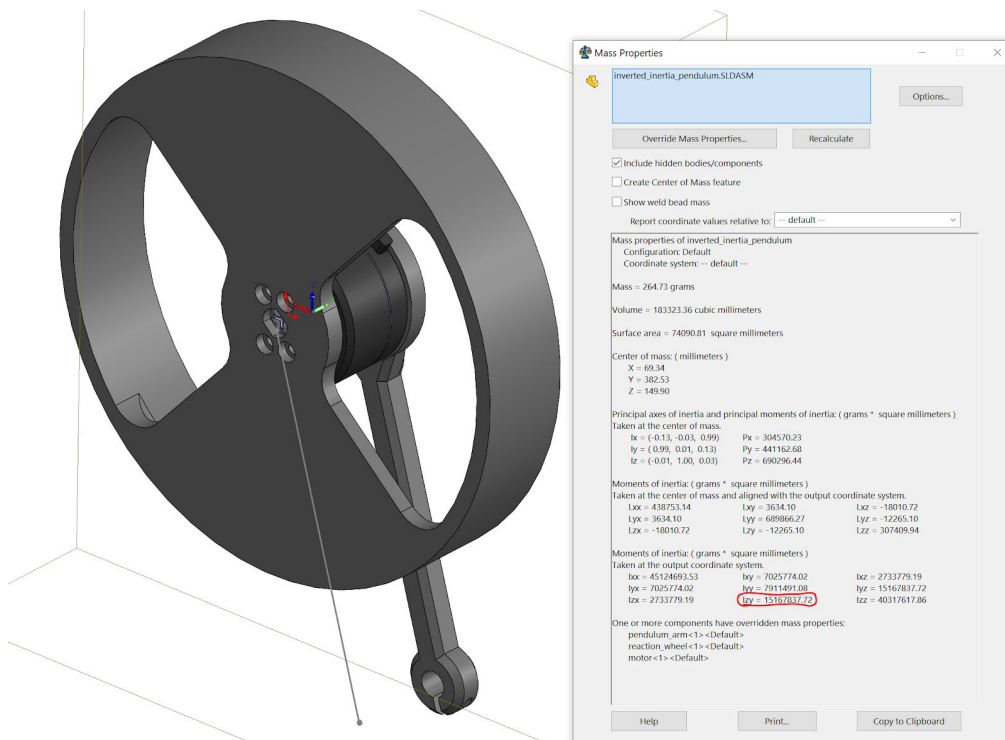 Mass Properties
inverted_inertia_pendulum.SLDASM
Options...
Override Mass Properties...
Recalculate
Include hidden bodies/components
Create Center of Mass feature
Show weld bead mass
Report coordinate values relative to: -- default --
Mass properties of inverted_inertia_pendulum
Configuration: Default
Coordinate system: -- default --
Mass = 264.73 grams
Volume = 183323.36 cubic millimeters
Surface area = 74090.81 square millimeters
Center of mass: ( millimeters )
X = 69.34
Y = 382.53
Z = 149.90
Principal axes of inertia and principal moments of inertia: ( grams * square millimeters )
Taken at the center of mass.
Ix = (-0.13, -0.03, 0.99) Px = 304570.23
Iy = ( 0.99, 0.01, 0.13) Py = 441162.68
Iz = (-0.01, 1.00, 0.03) Pz = 690296.44
Moments of inertia: ( grams * square millimeters )
Taken at the center of mass and aligned with the output coordinate system.
Lxx = 438753.14 Lxy = 3634.10 Lxz = -18010.72
Lyx = 3634.10 Lyy = 689866.27 Lyz = -12265.10
Lzx = -18010.72 Lzy = -12265.10 Lzz = 307409.94
Moments of inertia: ( grams * square millimeters )
Taken at the output coordinate system.
Ixx = 45124693.53 Ixy = 7025774.02 Ixz = 2733779.19
Iyx = 7025774.02 Iyy = 7911491.08 Iyz = 15167837.72
Izx = 2733779.19 Izy = 15167837.72 Izz = 40317617.86
One or more components have overridden mass properties:
pendulum_arm<1><Default>
reaction_wheel<1><Default>
motor<1><Default>
Help
Print...
Copy to Clipboard